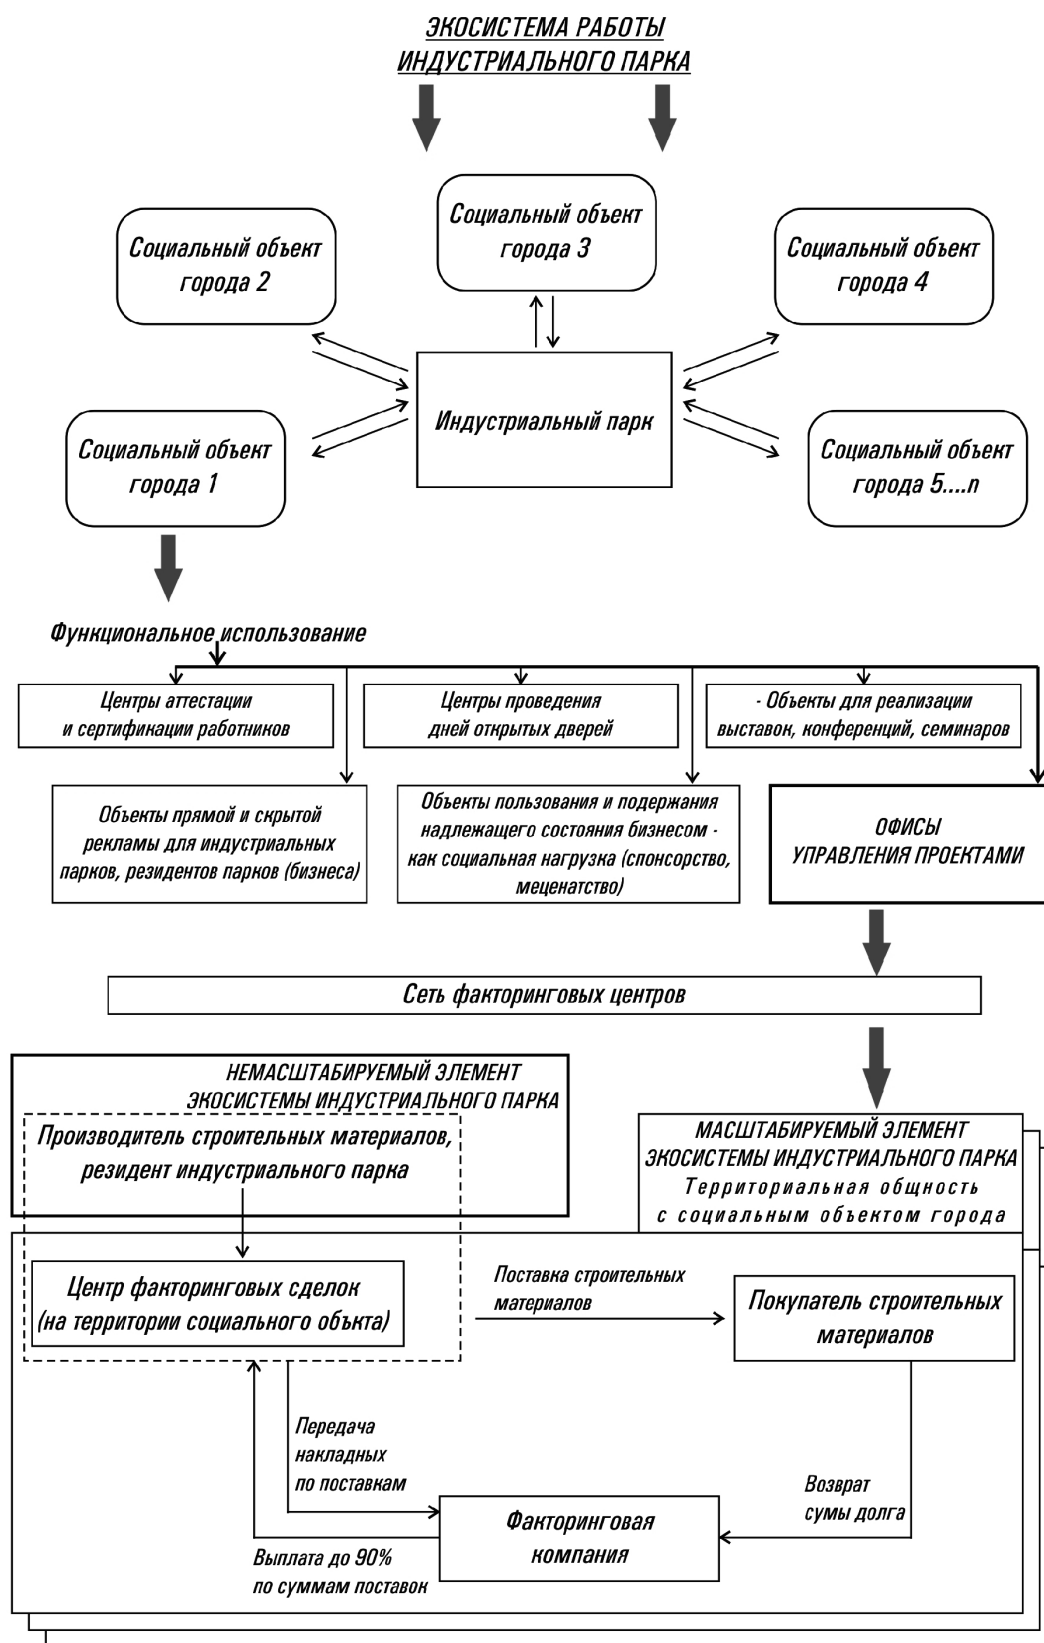 ЭКОСИСТЕМА РАБОТЫ
ИНДУСТРИАЛЬНОГО ПАРКА
Социальный объект
города 3
Социальный объект
города 2
Социальный объект
города 4
Индустриальный парк
Социальный объект
города 1
Социальный объект
города 5....n
Функциональное использование
Центры аттестации
и сертификации работников
Центры проведения
дней открытых дверей
- Объекты для реализации
выставок, конференций, семинаров
Объекты прямой и скрытой
рекламы для индустриальных
парков, резидентов парков (бизнеса)
Объекты пользования и подержания
надлежащего состояния бизнесом -
как социальная нагрузка (спонсорство,
меценатство)
ОФИСЫ
УПРАВЛЕНИЯ ПРОЕКТАМИ
Сеть факторинговых центров
НЕМАСШТАБИРУЕМЫЙ ЭЛЕМЕНТ
ЭКОСИСТЕМЫ ИНДУСТРИАЛЬНОГО ПАРКА
Производитель строительных материалов,
резидент индустриального парка
МАСШТАБИРУЕМЫЙ ЭЛЕМЕНТ
ЭКОСИСТЕМЫ ИНДУСТРИАЛЬНОГО ПАРКА
Территориальная общность
с социальным объектом города
Центр факторинговых сделок
(на территории социального объкта)
Поставка строительных
материалов
Покупатель строительных
материалов
Передача
накладных
по поставкам
Возврат
сумы долга
Факторинговая
компания
Выплата до 90%
по суммам поставок